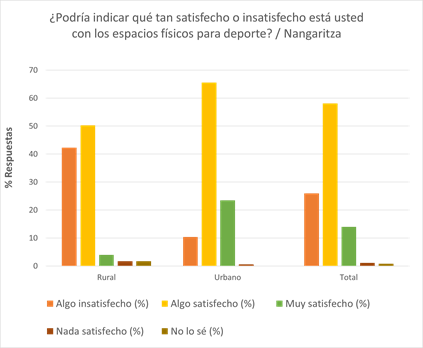 ¿Podría indicar qué tan satisfecho o insatisfecho está usted
con los espacios físicos para deporte? / Nangaritza
70
60
50
40
30
20
10
0
% Respuestas
Rural Urbano Total
Algo insatisfecho (%) Algo satisfecho (%) Muy satisfecho (%)
Nada satisfecho (%) No lo sé (%)